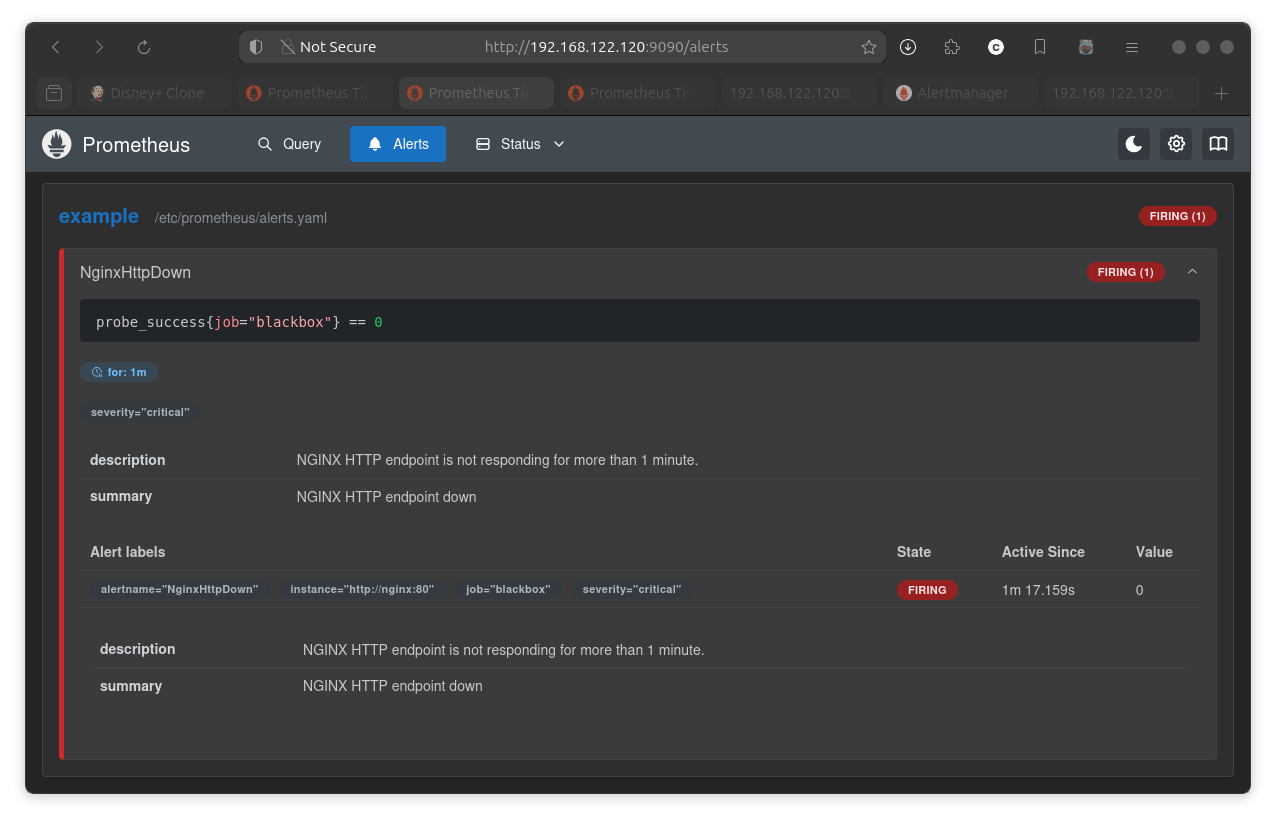 Not Secure http://192.168.122.120:9090/alerts
Disney+ Clone Prometheus Ti Prometheus Ti Prometheus Ti 192.168.122.120:5 Alertmanager 192.168.122.120:9
Prometheus Query Alerts Status
example /etc/prometheus/alerts.yaml FIRING (1)
NginxHttpDown FIRING (1)
probe_success{job="blackbox"} == 0
for: 1m
severity="critical"
description NGINX HTTP endpoint is not responding for more than 1 minute.
summary NGINX HTTP endpoint down
Alert labels State Active Since Value
alertname="NginxHttpDown" instance="http://nginx:80" job="blackbox" severity="critical" FIRING 1m 17.159s 0
description NGINX HTTP endpoint is not responding for more than 1 minute.
summary NGINX HTTP endpoint down